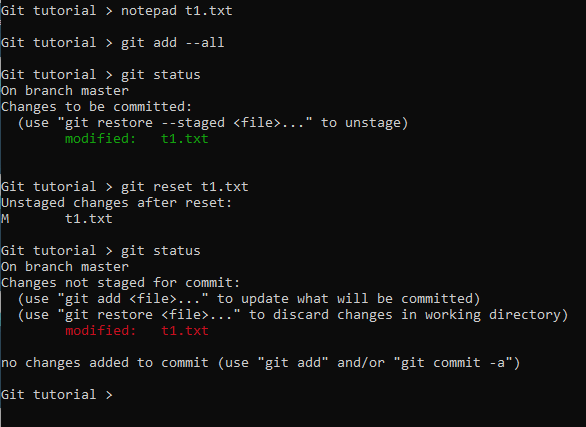 Git tutorial > notepad t1.txt
Git tutorial > git add --all
Git tutorial > git status
On branch master
Changes to be committed:
  (use "git restore --staged <file>..." to unstage)
        modified:   t1.txt
Git tutorial > git reset t1.txt
Unstaged changes after reset:
M       t1.txt
Git tutorial > git status
On branch master
Changes not staged for commit:
  (use "git add <file>..." to update what will be committed)
  (use "git restore <file>..." to discard changes in working directory)
        modified:   t1.txt
no changes added to commit (use "git add" and/or "git commit -a")
Git tutorial >